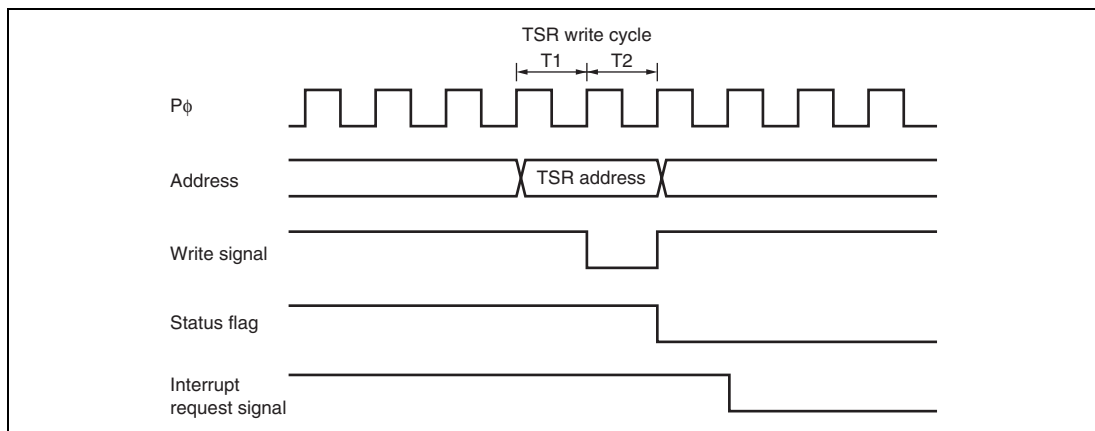 TSR write cycle
T1 T2
Pϕ
Address
TSR address
Write signal
Status flag
Interrupt
request signal